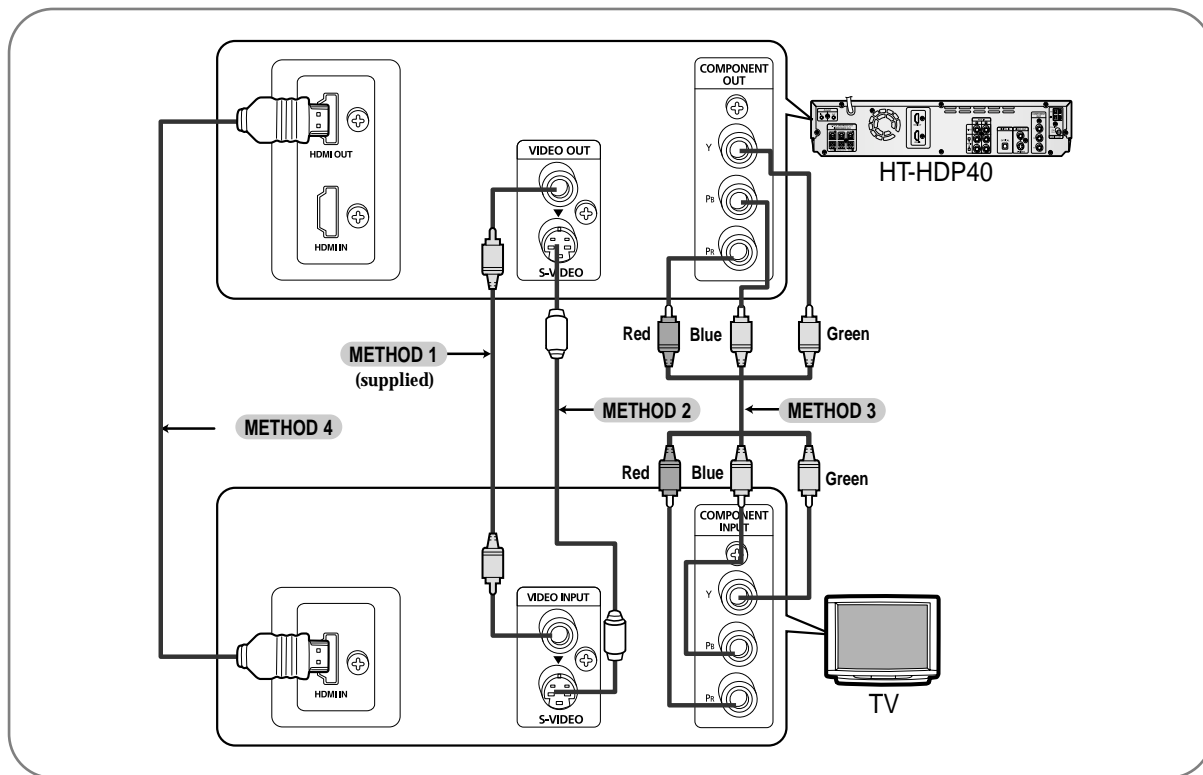 COMPONENT
OUT
HDMI OUT
VIDEO OUT
Y
HT-HDP40
PB
HDMI IN
S-VIDEO
PR
Red
Blue
Green
METHOD 1
(supplied)
METHOD 2
METHOD 3
METHOD 4
Red
Blue
Green
COMPONENT
INPUT
VIDEO INPUT
Y
PB
HDMI IN
S-VIDEO
PR
TV